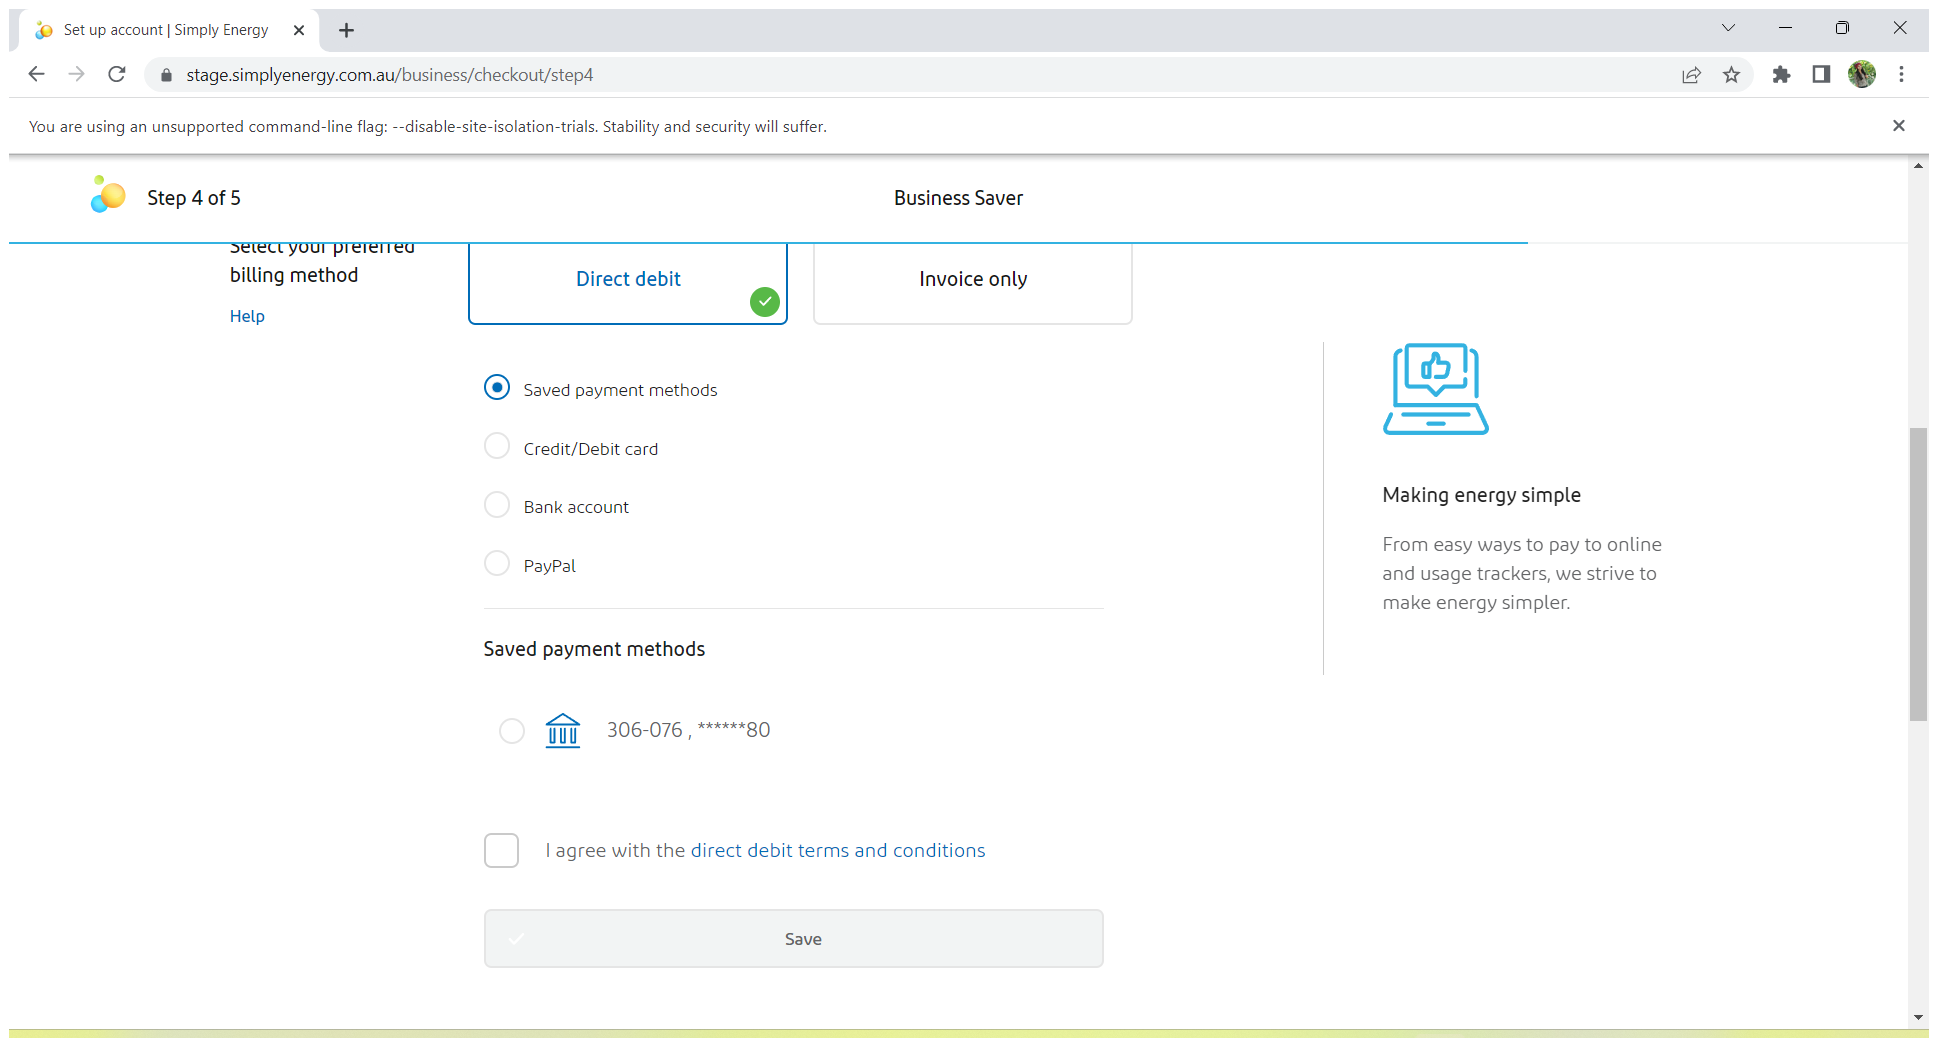 Set up account | Simply Energy
stage.simplyenergy.com.au/business/checkout/step4
You are using an unsupported command-line flag: --disable-site-isolation-trials. Stability and security will suffer.
Step 4 of 5
Business Saver
Select your preferred
billing method
Help
Direct debit
Invoice only
Saved payment methods
Credit/Debit card
Bank account
PayPal
Saved payment methods
306-076 , ******80
I agree with the direct debit terms and conditions
Save
Making energy simple
From easy ways to pay to online
and usage trackers, we strive to
make energy simpler.